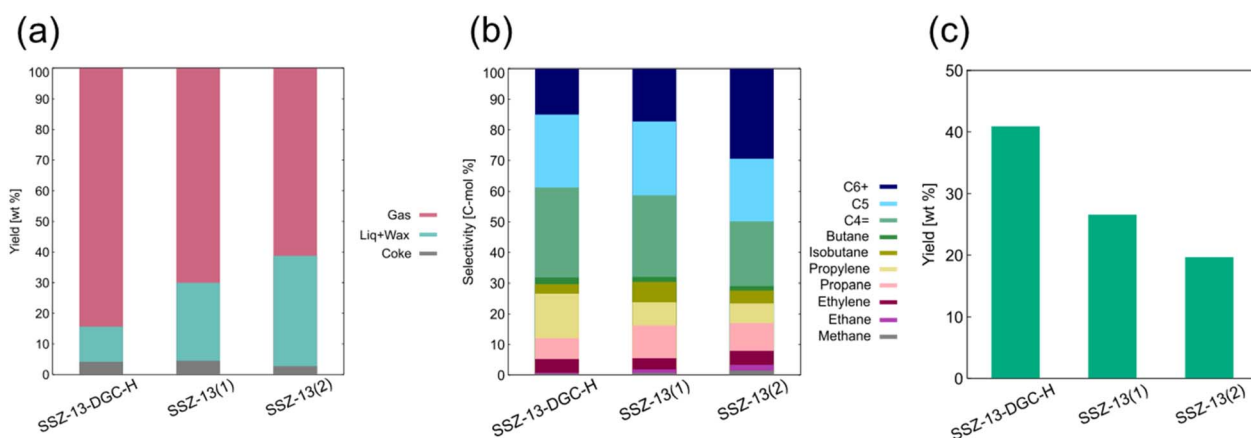 (a)
Yield [wt %]
100
90
80
70
60
50
40
30
20
10
0
SSZ-13-DGC-H
SSZ-13(1)
SSZ-13(2)
Gas
Liq+Wax
Coke
(b)
Selectivity [C-mol %]
100
90
80
70
60
50
40
30
20
10
0
SSZ-13-DGC-H
SSZ-13(1)
SSZ-13(2)
C6+
C5
C4=
Butane
Isobutane
Propylene
Propane
Ethylene
Ethane
Methane
(c)
Yield [wt %]
50
40
30
20
10
0
SSZ-13-DGC-H
SSZ-13(1)
SSZ-13(2)